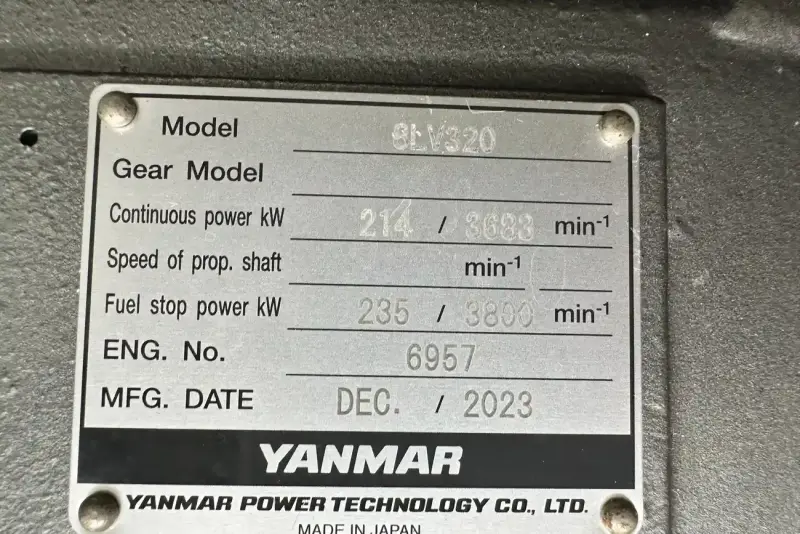 Model 8LV320
Gear Model
Continuous power kW 214 / 3683 min-1
Speed of prop. shaft min-1
Fuel stop power kW 235 / 3800 min-1
ENG. No. 6957
MFG. DATE DEC. / 2023
YANMAR
YANMAR POWER TECHNOLOGY CO., LTD.
MADE IN JAPAN